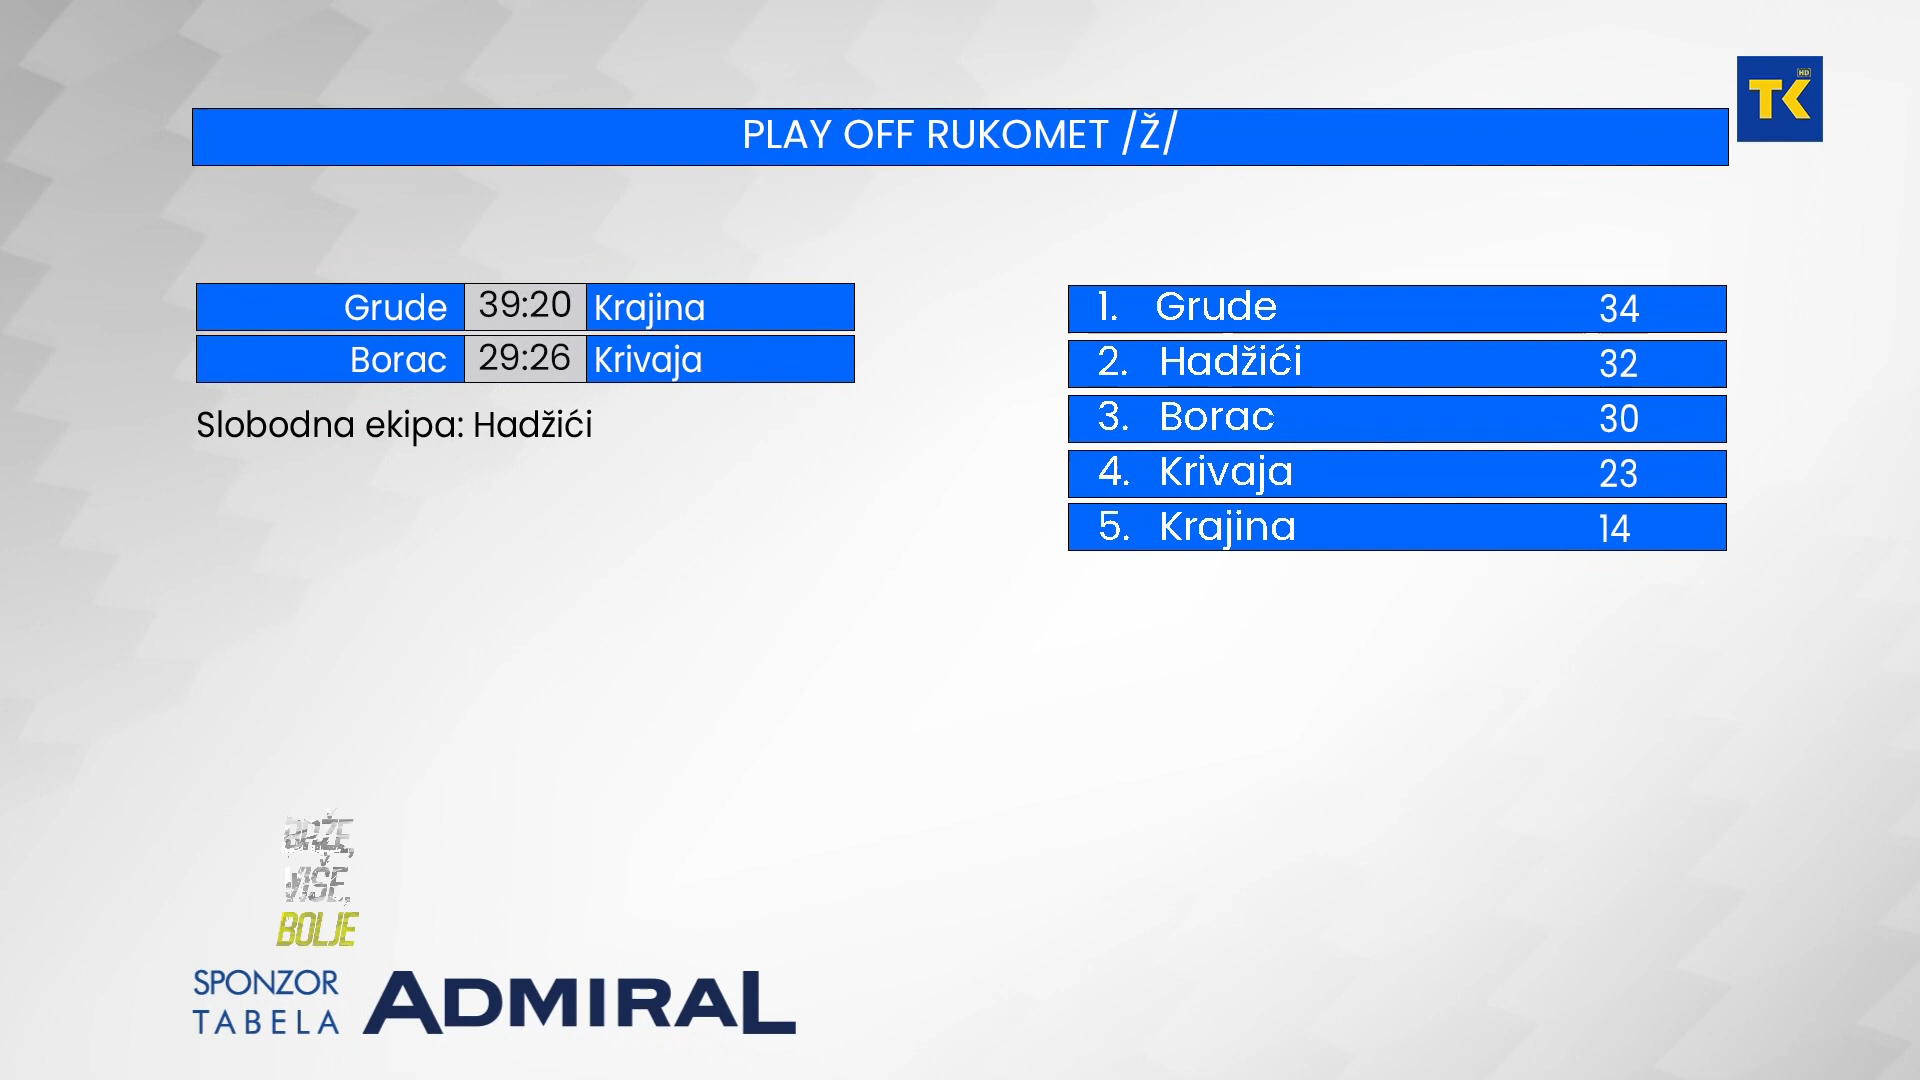 HD
TK
PLAY OFF RUKOMET /Ž/
Grude 39:20 Krajina
Borac 29:26 Krivaja
Slobodna ekipa: Hadžići
1. Grude 34
2. Hadžići 32
3. Borac 30
4. Krivaja 23
5. Krajina 14
BRŽE,
VIŠE,
BOLJE
SPONZOR
TABELA
ADMIRAL